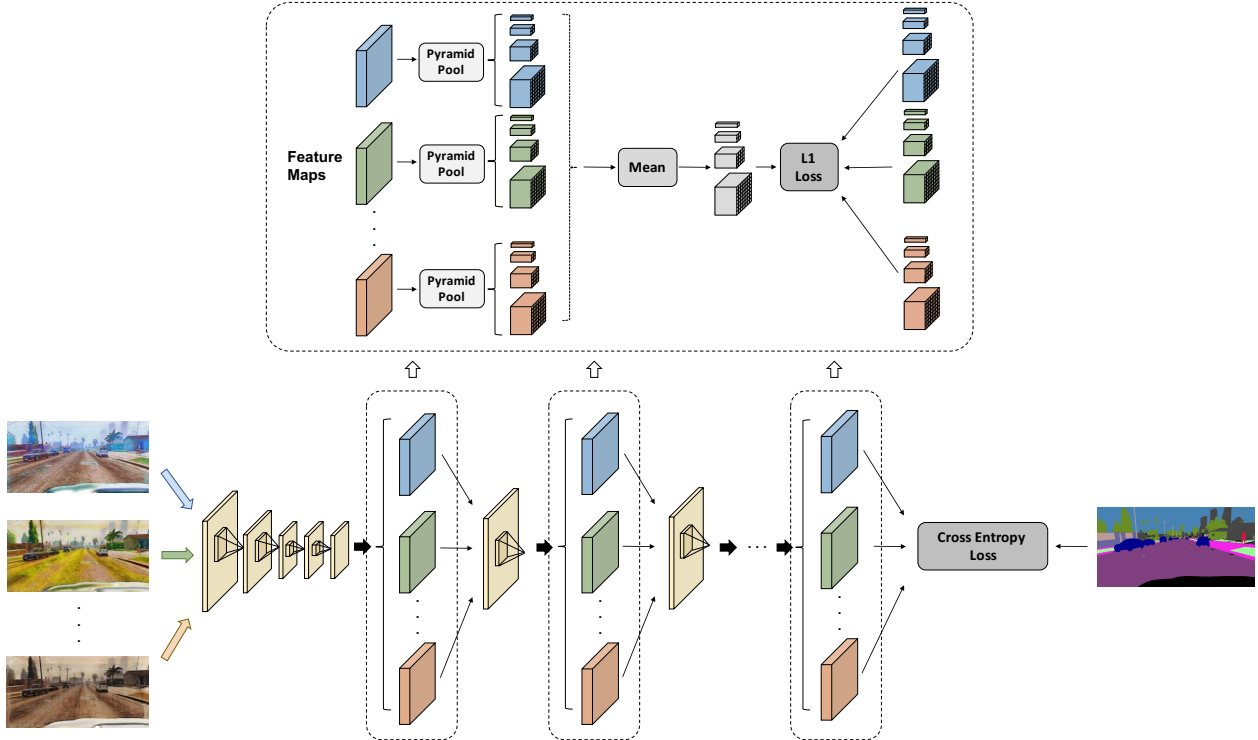 Pyramid
Pool
Feature
Maps
Pyramid
Pool
Mean
L1
Loss
Pyramid
Pool
Cross Entropy
Loss